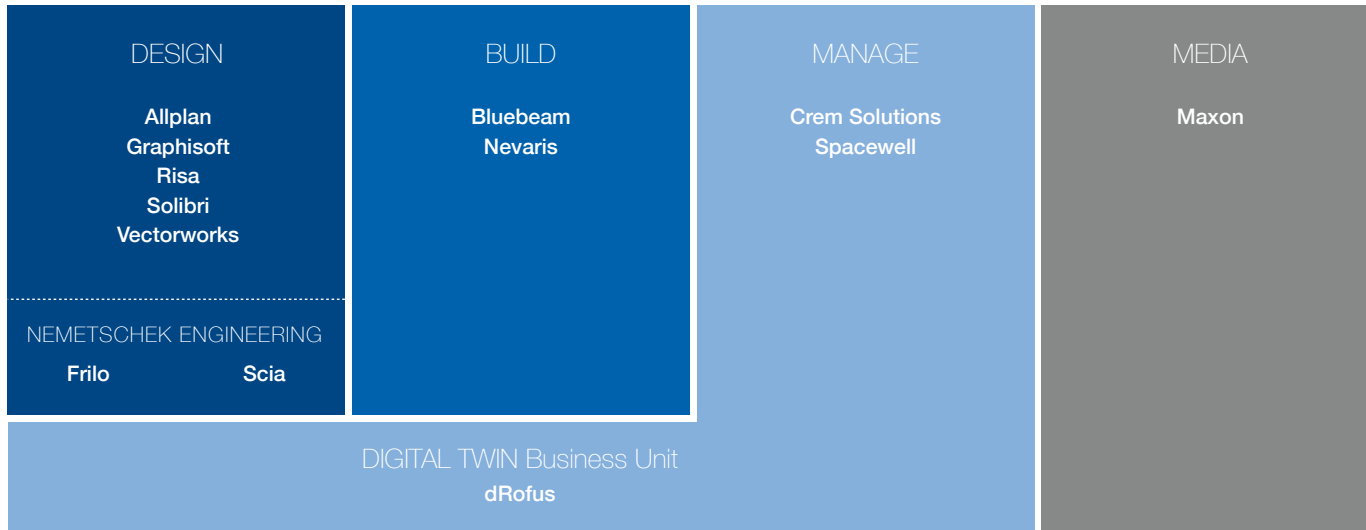 DESIGN
Allplan
Graphisoft
Risa
Solibri
Vectorworks
NEMETSCHEK ENGINEERING
Frilo Scia
BUILD
Bluebeam
Nevaris
MANAGE
Crem Solutions
Spacewell
MEDIA
Maxon
DIGITAL TWIN Business Unit
dRofus